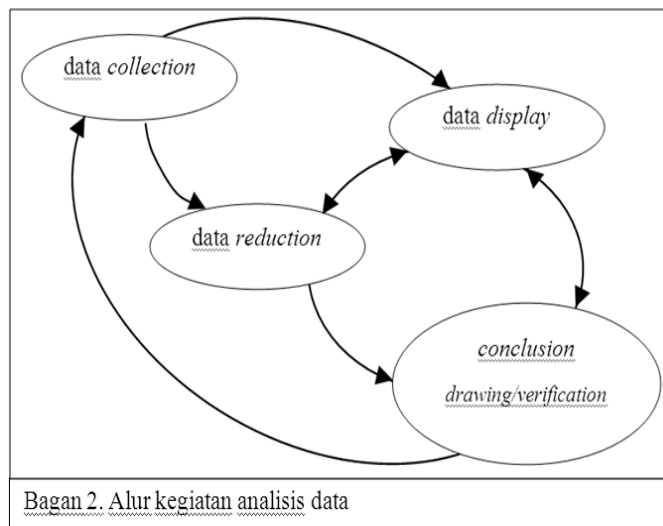 data collection
data display
data reduction
conclusion
drawing/verification
Bagan 2. Alur kegiatan analisis data